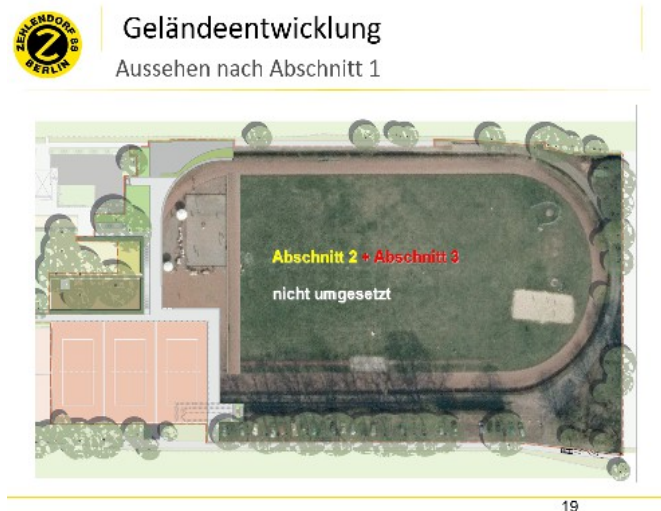 ZEHLENDORF 88
BERLIN
Geländeentwicklung
Aussehen nach Abschnitt 1
Abschnitt 2 + Abschnitt 3
nicht umgesetzt
19